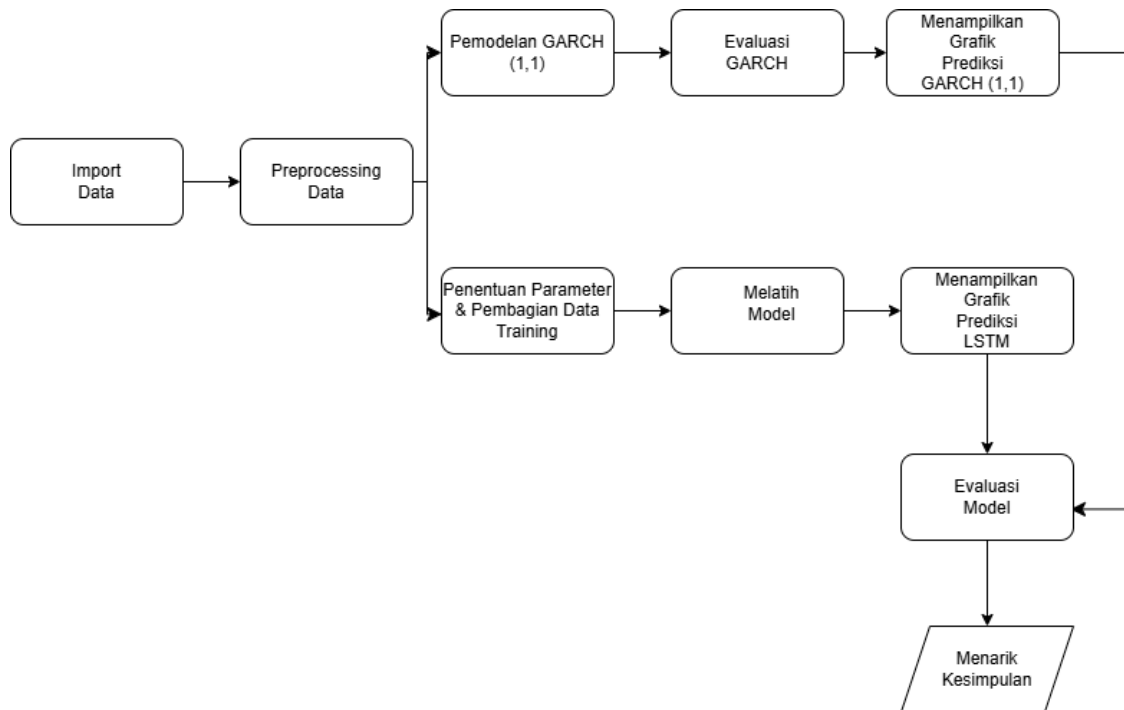 Pemodelan GARCH
(1,1)
Evaluasi
GARCH
Menampilkan
Grafik
Prediksi
GARCH (1,1)
Import
Data
Preprocessing
Data
Penentuan Parameter
& Pembagian Data
Training
Melatih
Model
Menampilkan
Grafik
Prediksi
LSTM
Evaluasi
Model
Menarik
Kesimpulan